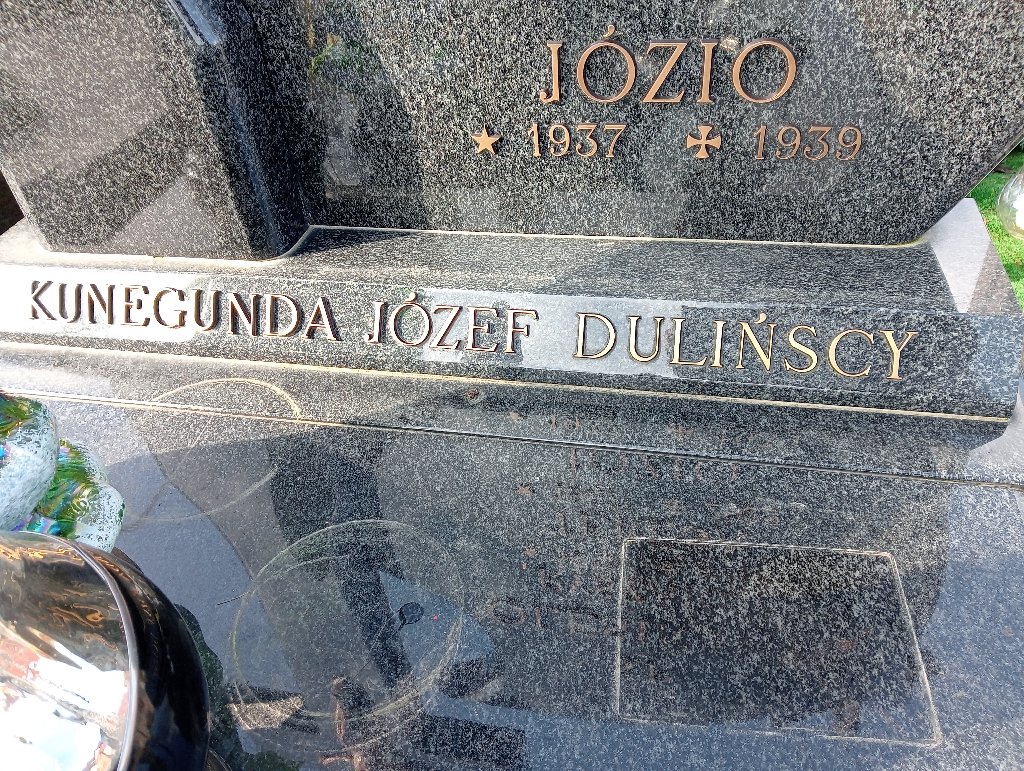 JÓZIO
★ 1937 ✠ 1939
KUNEGUNDA JÓZEF DULIŃSCY